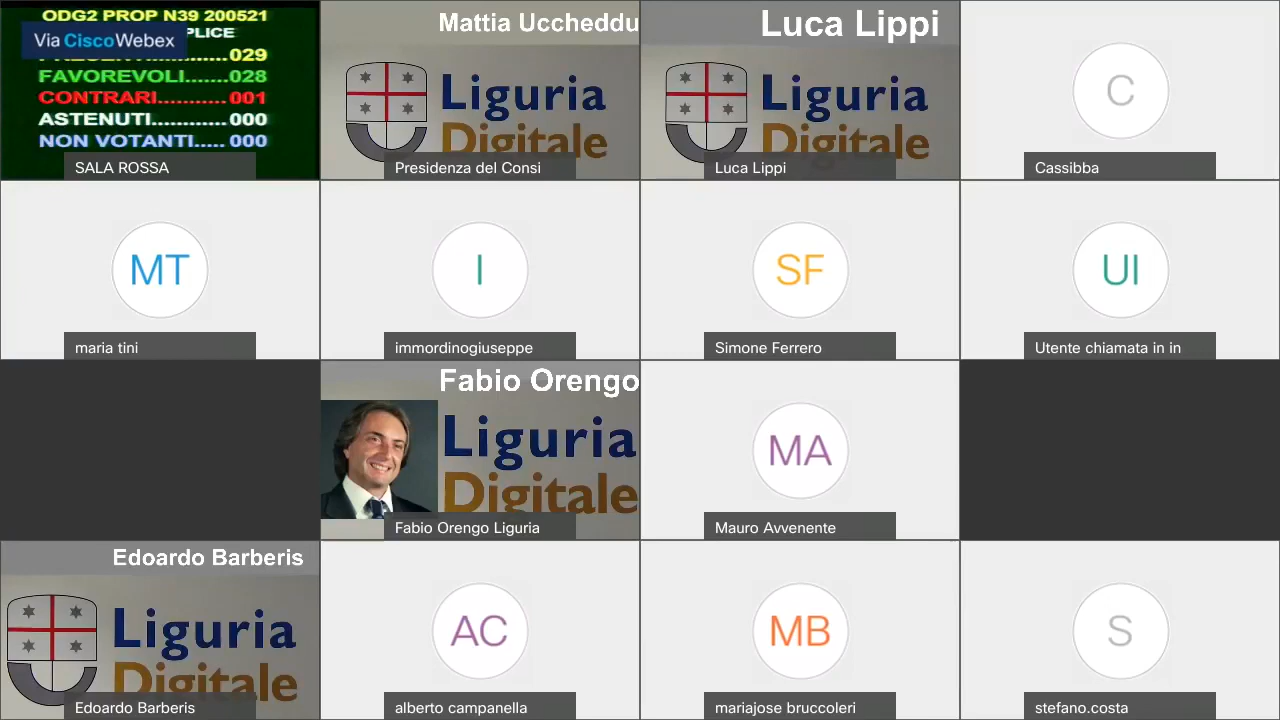 ODG2 PROP N39 200521
PLICE
Via CiscoWebex
PRESENTI..........029
FAVOREVOLI.......028
CONTRARI...........001
ASTENUTI............000
NON VOTANTI.....000
SALA ROSSA
Mattia Uccheddu
Liguria
Digitale
Presidenza del Consi
Luca Lippi
Liguria
Digitale
Luca Lippi
C
Cassibba
MT
maria tini
I
immordinogiuseppe
SF
Simone Ferrero
UI
Utente chiamata in in
Fabio Orengo
Liguria
Digitale
Fabio Orengo Liguria
MA
Mauro Avvenente
Edoardo Barberis
Liguria
Digitale
Edoardo Barberis
AC
alberto campanella
MB
mariajose bruccoleri
S
stefano.costa